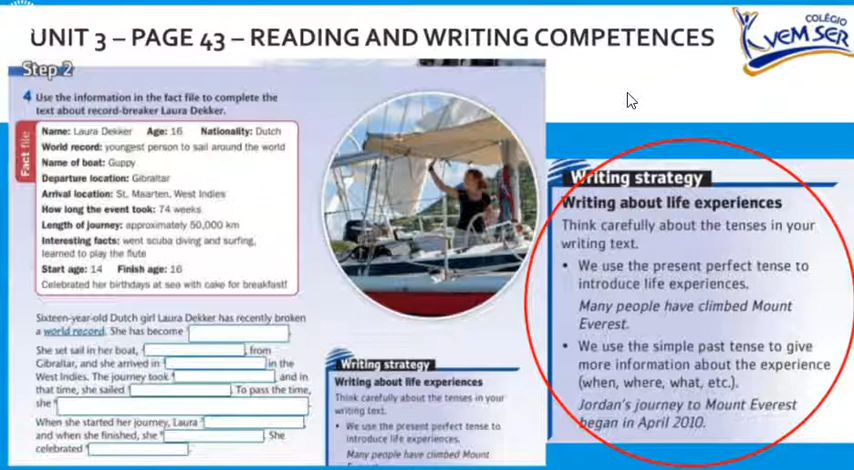 UNIT 3 – PAGE 43 – READING AND WRITING COMPETENCES
COLÉGIO
VEM SER
Step 2
4 Use the information in the fact file to complete the
text about record-breaker Laura Dekker.
Fact file
Name: Laura Dekker Age: 16 Nationality: Dutch
World record: youngest person to sail around the world
Name of boat: Guppy
Departure location: Gibraltar
Arrival location: St. Maarten, West Indies
How long the event took: 74 weeks
Length of journey: approximately 50,000 km
Interesting facts: went scuba diving and surfing,
learned to play the flute
Start age: 14 Finish age: 16
Celebrated her birthdays at sea with cake for breakfast!
Sixteen-year-old Dutch girl Laura Dekker has recently broken
a world record. She has become
She set sail in her boat, from
Gibraltar, and she arrived in in the
West Indies. The journey took and in
that time, she sailed . To pass the time,
she
When she started her journey, Laura
and when she finished, she . She
celebrated .
Writing strategy
Writing about life experiences
Think carefully about the tenses in your
writing text.
• We use the present perfect tense to
introduce life experiences.
Many people have climbed Mount
Writing strategy
Writing about life experiences
Think carefully about the tenses in your
writing text.
• We use the present perfect tense to
introduce life experiences.
Many people have climbed Mount
Everest.
• We use the simple past tense to give
more information about the experience
(when, where, what, etc.).
Jordan's journey to Mount Everest
began in April 2010.